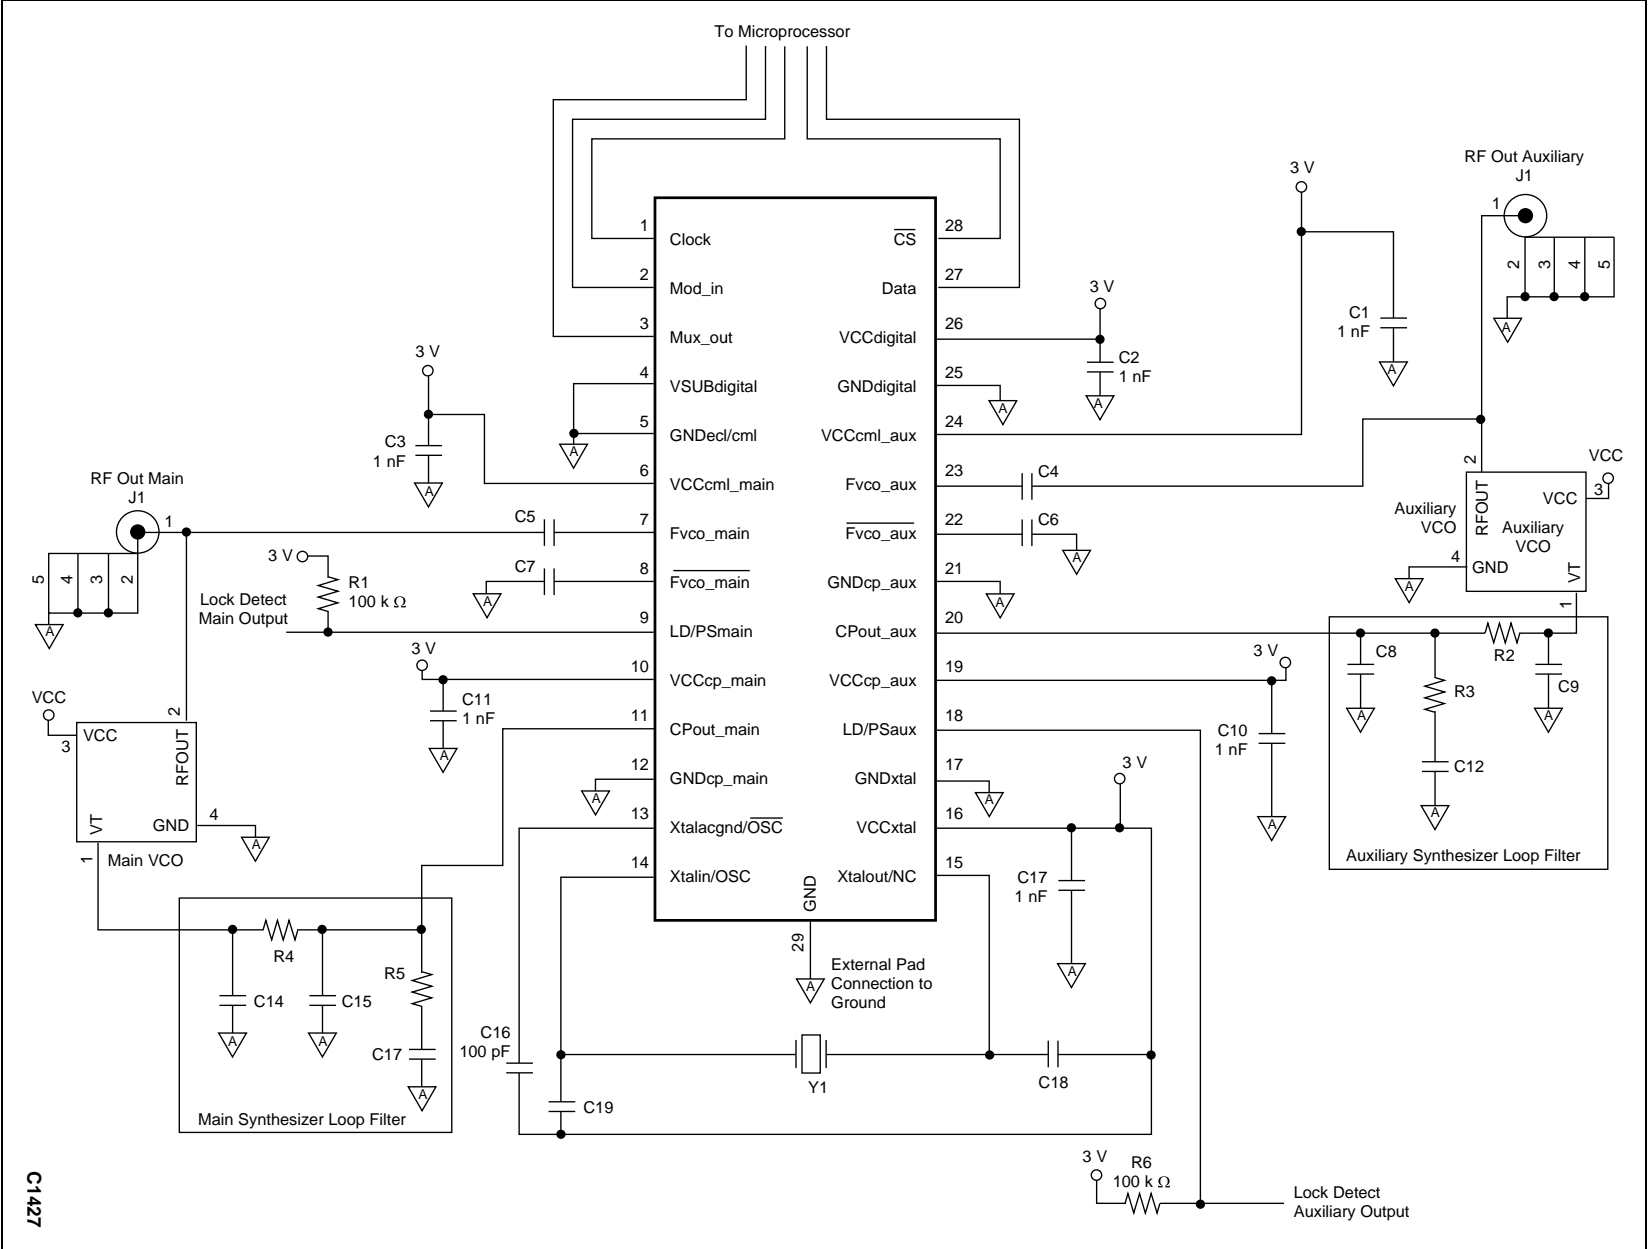 To Microprocessor
RF Out Auxiliary
J1
1
2
3
4
5
A
3 V
C1
1 nF
A
1
Clock
2
Mod_in
3
Mux_out
4
VSUBdigital
5
GNDecl/cml
6
VCCcml_main
7
Fvco_main
8
Fvco_main
9
LD/PSmain
10
VCCcp_main
11
CPout_main
12
GNDcp_main
13
Xtalacgnd/OSC
14
Xtalin/OSC
28
CS
27
Data
26
VCCdigital
25
GNDdigital
24
VCCcml_aux
23
Fvco_aux
22
Fvco_aux
21
GNDcp_aux
20
CPout_aux
19
VCCcp_aux
18
LD/PSaux
17
GNDxtal
16
VCCxtal
15
Xtalout/NC
GND
29
A
External Pad
Connection to
Ground
3 V
C2
1 nF
A
A
3 V
C3
1 nF
A
A
RF Out Main
J1
1
5
4
3
2
A
C5
C7
A
3 V
R1
100 k Ω
Lock Detect
Main Output
3 V
C11
1 nF
A
A
VCC
3
VCC
2
RFOUT
VT
GND
4
A
1
Main VCO
R4
C14
A
C15
A
R5
C17
A
Main Synthesizer Loop Filter
C4
C6
A
A
VCC
3
VCC
2
RFOUT
Auxiliary
VCO
Auxiliary
VCO
4
GND
A
VT
1
C8
A
R3
C12
A
R2
C9
A
Auxiliary Synthesizer Loop Filter
3 V
C10
1 nF
A
A
3 V
C17
1 nF
A
C16
100 pF
C19
Y1
C18
3 V
R6
100 k Ω
Lock Detect
Auxiliary Output
C1427